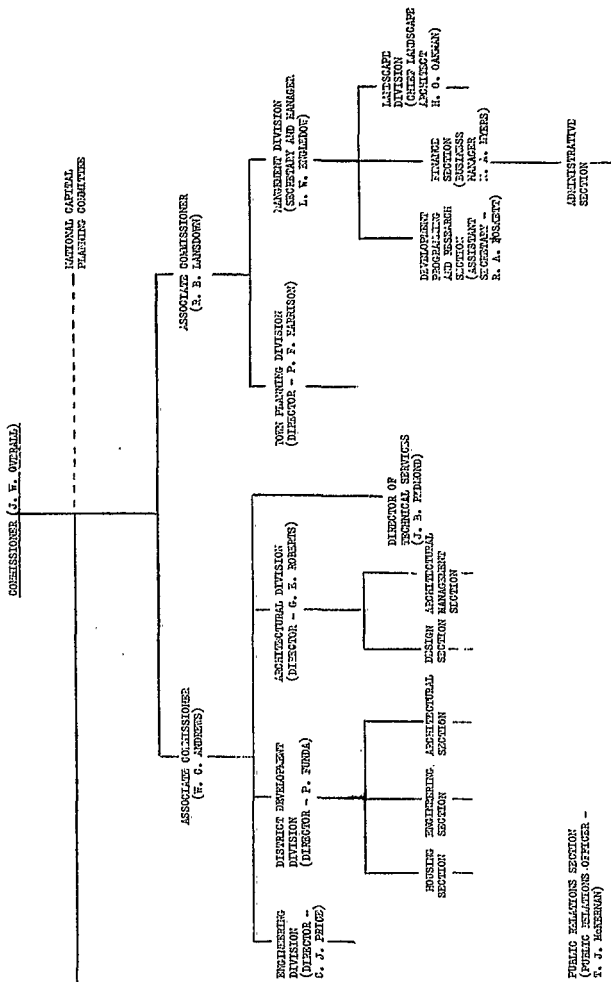 COMMISSIONER (J. W. OVERALL)
NATIONAL CAPITAL
PLANNING COMMITTEE
ASSOCIATE COMMISSIONER
(W. C. ANDREWS)
ASSOCIATE COMMISSIONER
(R. B. LANSDOWN)
ENGINEERING
DIVISION
(DIRECTOR -
C. J. PRICE)
DISTRICT DEVELOPMENT
DIVISION
(DIRECTOR - P. FUNDA)
ARCHITECTURAL DIVISION
(DIRECTOR - G. E. ROBERTS)
DIRECTOR OF
TECHNICAL SERVICES
(J. B. REDMOND)
TOWN PLANNING DIVISION
(DIRECTOR - P. F. HARRISON)
MANGEMENT DIVISION
(SECRETARY AND MANAGER
L. W. ENGLEDOW)
HOUSING
SECTION
ENGINEERING.
SECTION
ARCHITECTURAL
SECTION
DESIGN
SECTION
ARCHITECTURAL
MANAGEMENT
SECTION
DEVELOPMENT
PROGRAMMING
AND RESEARCH
SECTION
(ASSISTANT
SECRETARY -
R. A. FOSKETT)
FINANCE
SECTION
(BUSINESS
MANAGER
A. MYERS)
LANDSCAPE
DIVISION
(CHIEF LANDSCAPE
ARCHITECT
H. O. OAKMAN)
ADMINISTRATIVE
SECTION
PUBLIC RELATIONS SECTION
(PUBLIC RELATIONS OFFICER -
T. J. McKERNAN)